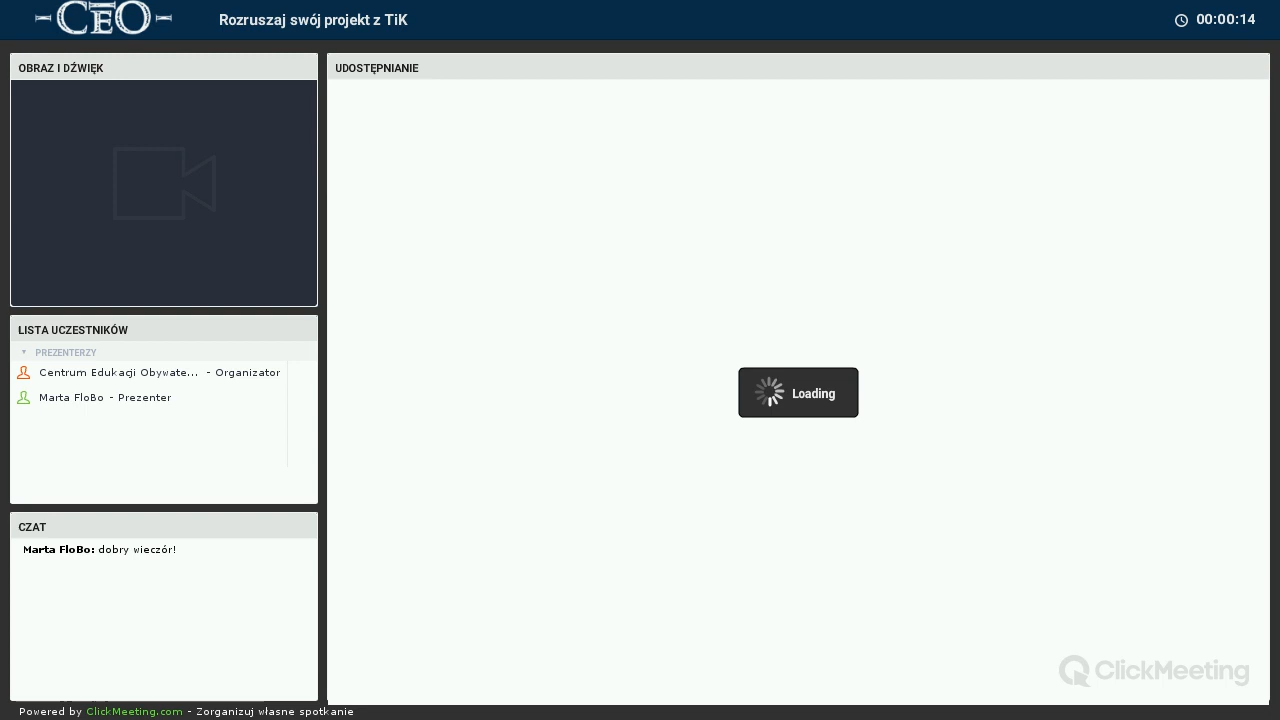 CEO
Rozruszaj swój projekt z TiK
00:00:14
OBRAZ I DŹWIĘK
UDOSTĘPNIANIE
LISTA UCZESTNIKÓW
PREZENTERZY
Centrum Edukacji Obywate... - Organizator
Marta FloBo - Prezenter
Loading
CZAT
Marta FloBo: dobry wieczór!
ClickMeeting
Powered by ClickMeeting.com - Zorganizuj własne spotkanie